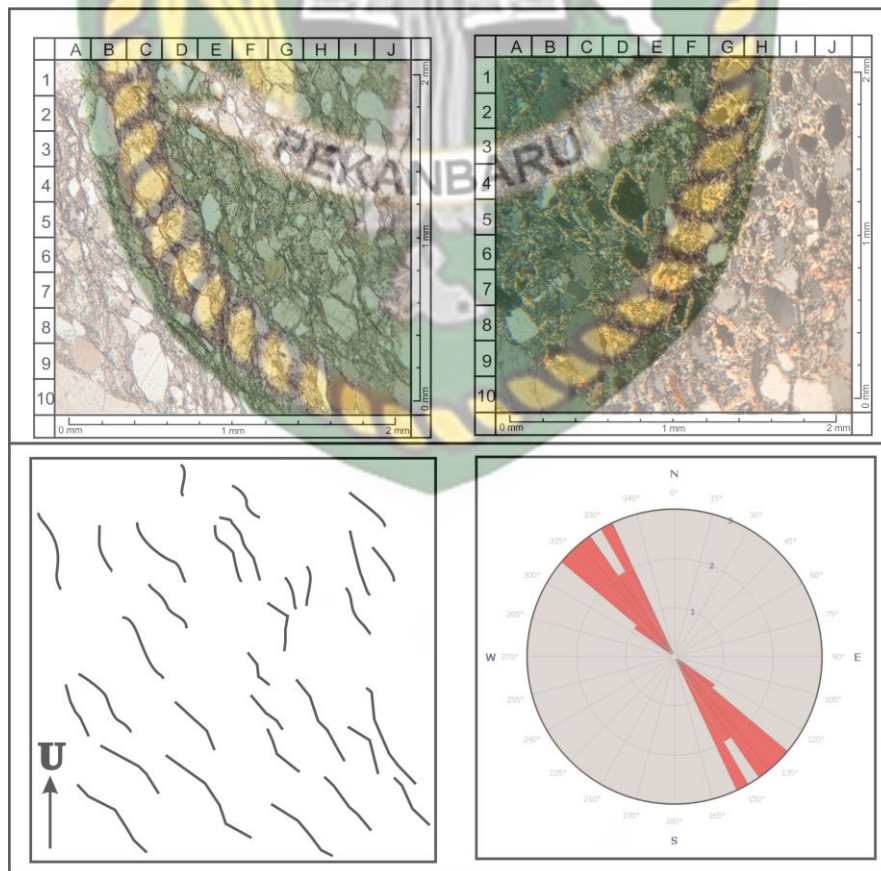 A B C D E F G H I J
1
2
3
4
5
6
7
8
9
10
2 mm
1 mm
0 mm
0 mm 1 mm 2 mm
A B C D E F G H I J
1
2
3
4
5
6
7
8
9
10
2 mm
1 mm
0 mm
0 mm 1 mm 2 mm
PEKANBARU
U
N
0°
345° 15°
330° 30°
315° 45°
300° 60°
285° 75°
W 270° 90° E
255° 105°
240° 120°
225° 135°
210° 150°
195° 165°
180°
S
3
2
1